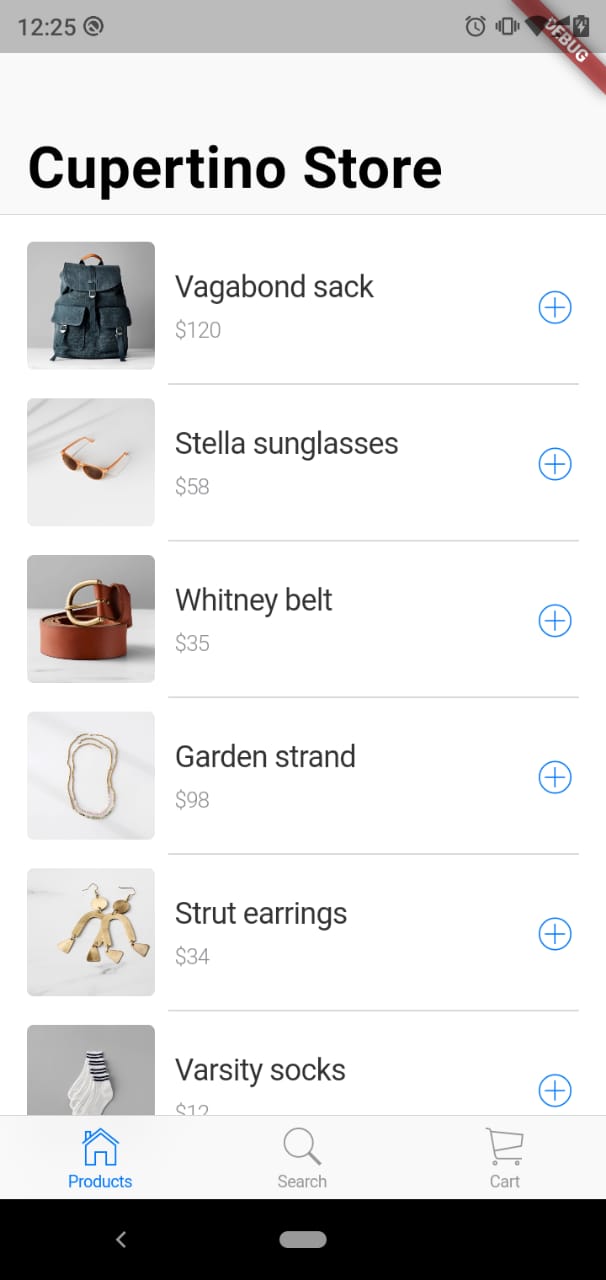 12:25
DEBUG
Cupertino Store
Vagabond sack
$120
Stella sunglasses
$58
Whitney belt
$35
Garden strand
$98
Strut earrings
$34
Varsity socks
$12
Products
Search
Cart